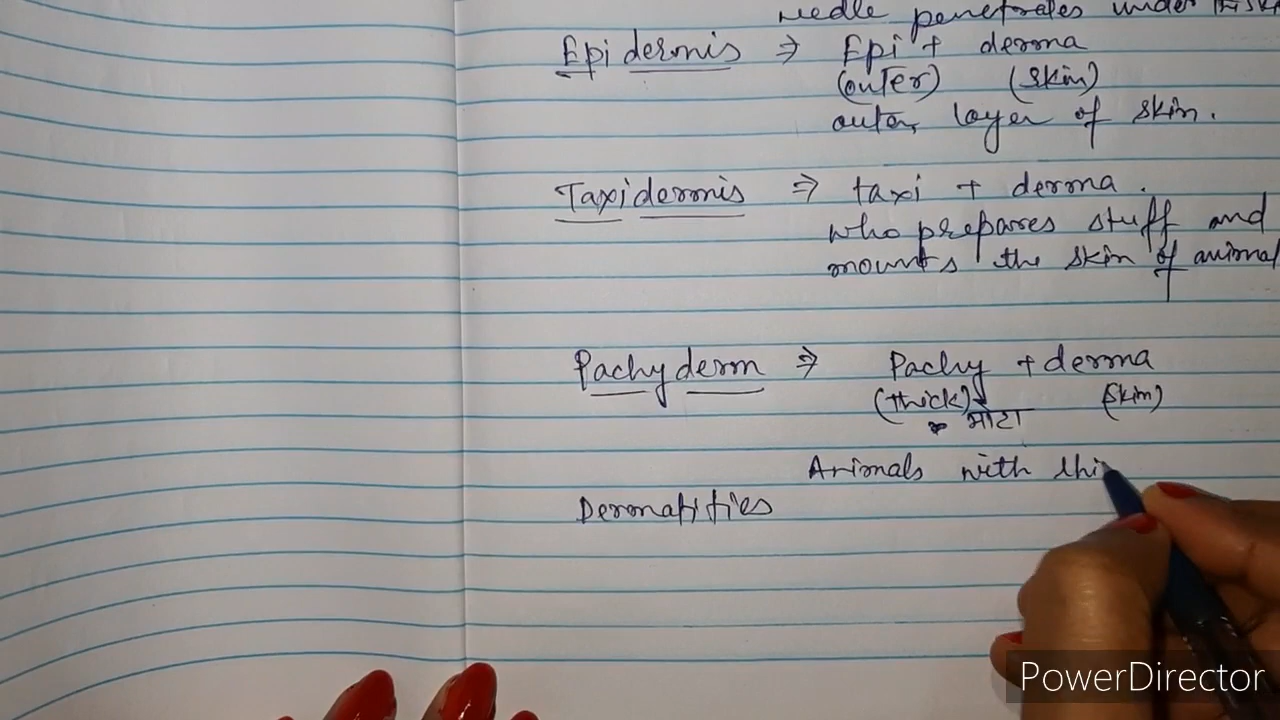 needle penetrates under
Epidermis ⇒ Epi + derma
(outer) (skin)
outer layer of skin.
Taxidermis ⇒ taxi + derma.
who prepares stuff and
mounts the skin of animal
Pachyderm ⇒ Pachy + derma
(thick) (skin)
मोटा
Animals with thi
Dermatities
PowerDirector